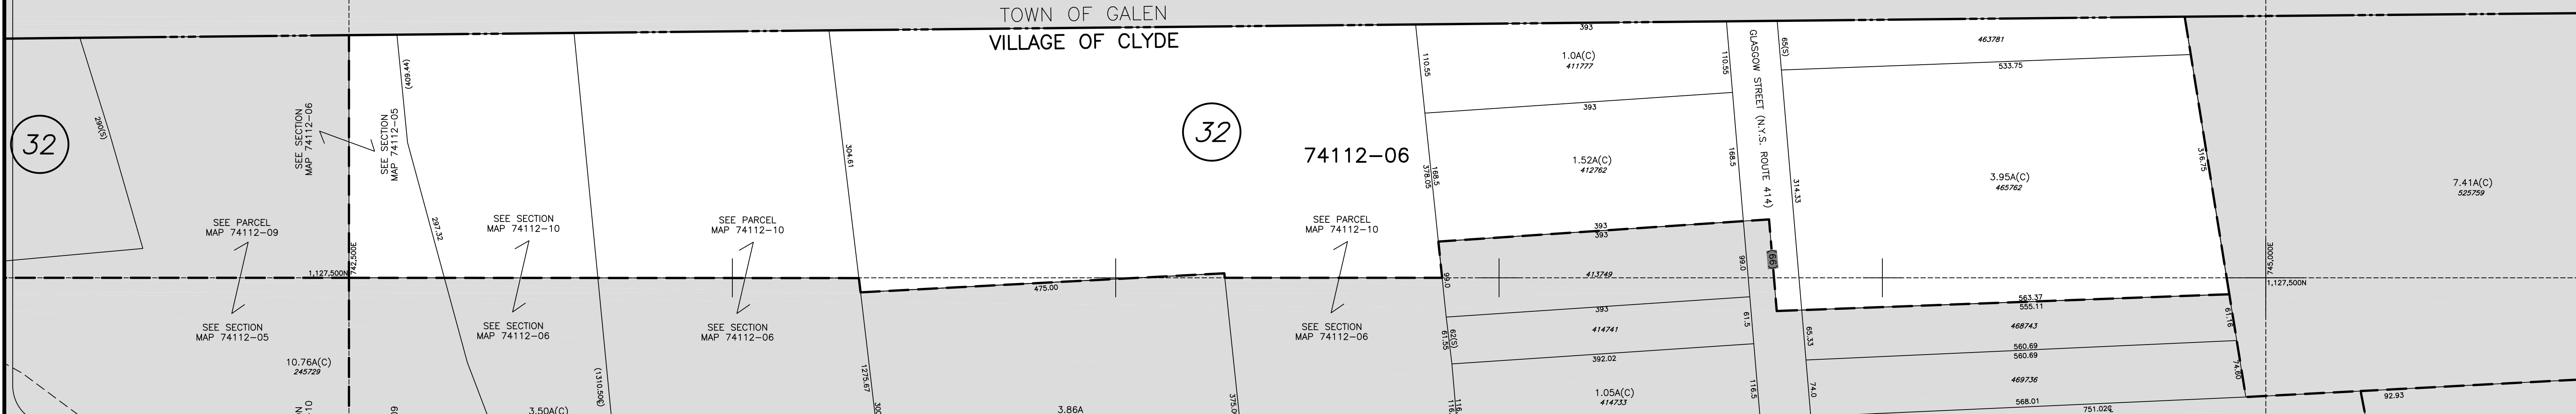 TOWN OF GALEN
VILLAGE OF CLYDE
32
290(S)
SEE SECTION
MAP 74112-06
SEE SECTION
MAP 74112-05
(409.44)
297.32
304.61
32
74112-06
110.55
393
1.0A(C)
411777
110.55
393
168.5
378.05
1.52A(C)
412762
168.5
393
393
GLASGOW STREET (N.Y.S. ROUTE 414)
65(S)
463781
533.75
314.33
3.95A(C)
465762
316.75
7.41A(C)
525759
SEE PARCEL
MAP 74112-09
SEE SECTION
MAP 74112-05
SEE SECTION
MAP 74112-10
SEE SECTION
MAP 74112-06
SEE PARCEL
MAP 74112-10
SEE SECTION
MAP 74112-06
SEE PARCEL
MAP 74112-10
SEE SECTION
MAP 74112-06
1,127,500N
742,500E
475.00
99.0
413749
99.0
(66)
745,000E
1,127,500N
563.37
555.11
61.16
393
62(S)
61.55
414741
61.5
65.33
468743
560.69
560.69
392.02
10.76A(C)
245729
(1310.50¢)
1275.67
1.05A(C)
414733
116.5
74.0
469736
74.60
568.01
751.02¢
92.93
3.50A(C)
3.86A